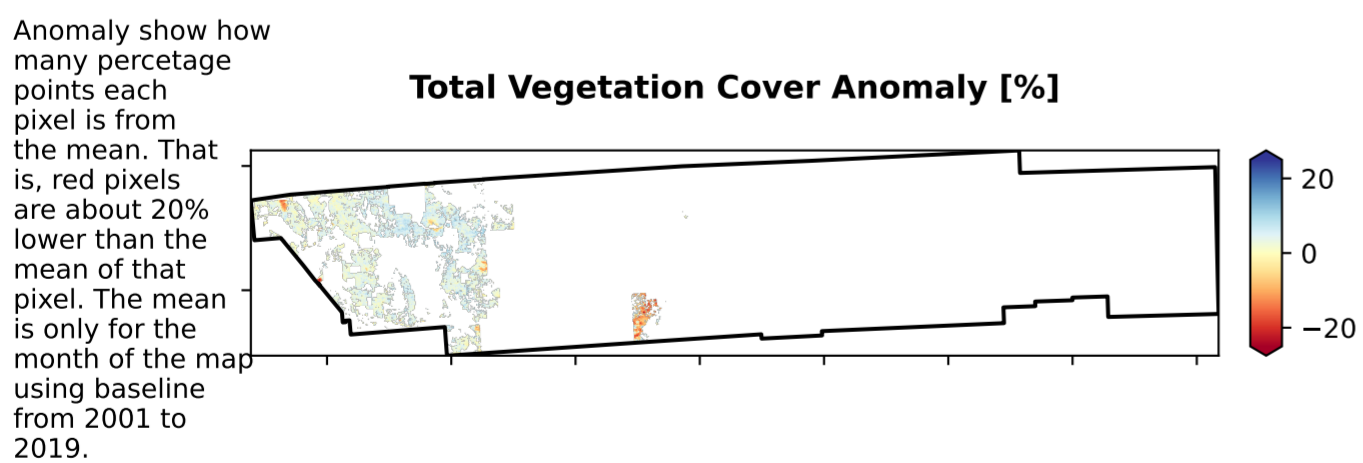 Anomaly show how
many percetage
points each
pixel is from
the mean. That
is, red pixels
are about 20%
lower than the
mean of that
pixel. The mean
is only for the
month of the map
using baseline
from 2001 to
2019.
Total Vegetation Cover Anomaly [%]
20
0
−20